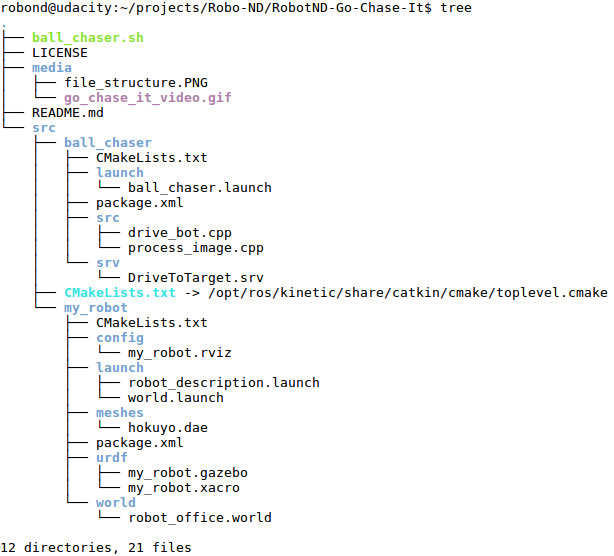 robond@udacity:~/projects/Robo-ND/RobotND-Go-Chase-It$ tree
.
├── ball_chaser.sh
├── LICENSE
├── media
│   ├── file_structure.PNG
│   └── go_chase_it_video.gif
├── README.md
└── src
    ├── ball_chaser
    │   ├── CMakeLists.txt
    │   ├── launch
    │   │   └── ball_chaser.launch
    │   ├── package.xml
    │   ├── src
    │   │   ├── drive_bot.cpp
    │   │   └── process_image.cpp
    │   └── srv
    │       └── DriveToTarget.srv
    ├── CMakeLists.txt -> /opt/ros/kinetic/share/catkin/cmake/toplevel.cmake
    └── my_robot
        ├── CMakeLists.txt
        ├── config
        │   └── my_robot.rviz
        ├── launch
        │   ├── robot_description.launch
        │   └── world.launch
        ├── meshes
        │   └── hokuyo.dae
        ├── package.xml
        ├── urdf
        │   ├── my_robot.gazebo
        │   └── my_robot.xacro
        └── world
            └── robot_office.world

12 directories, 21 files